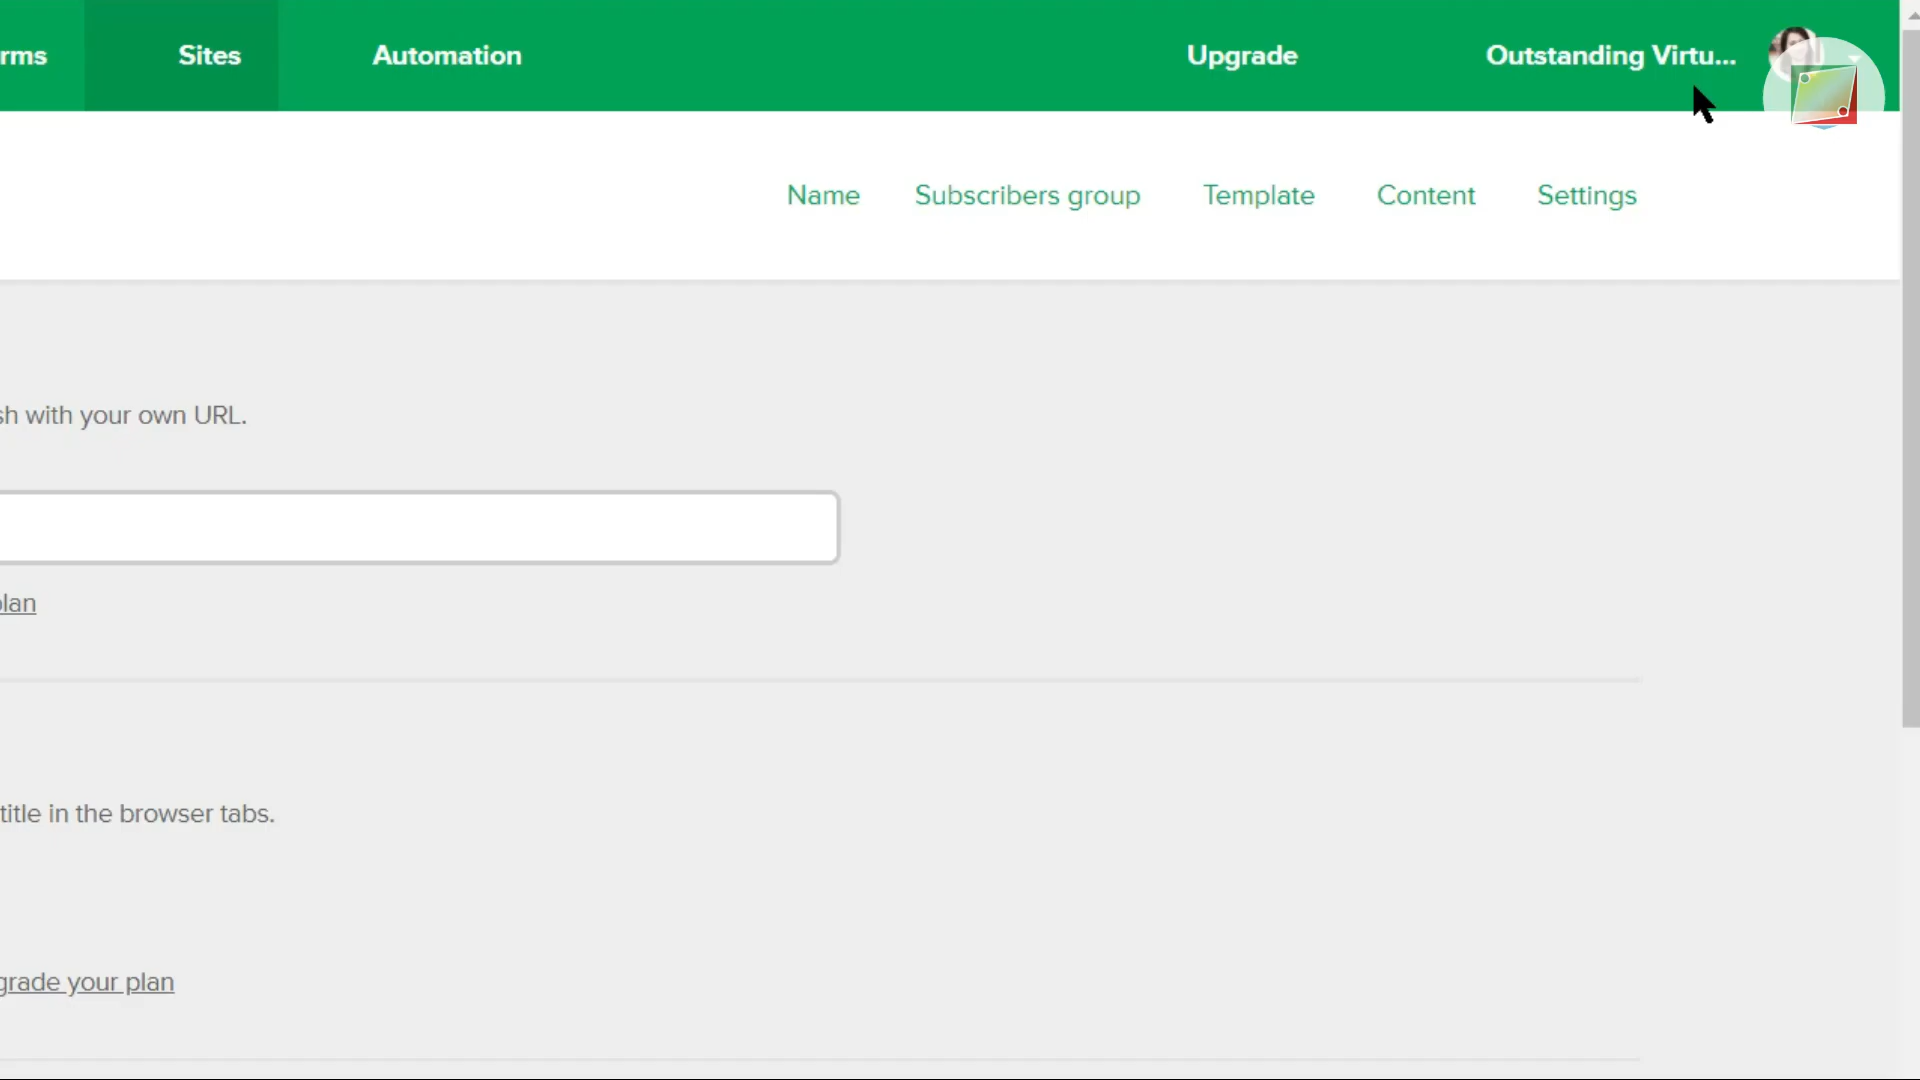 rms Sites Automation Upgrade Outstanding Virtu...
Name Subscribers group Template Content Settings
sh with your own URL.
plan
title in the browser tabs.
grade your plan